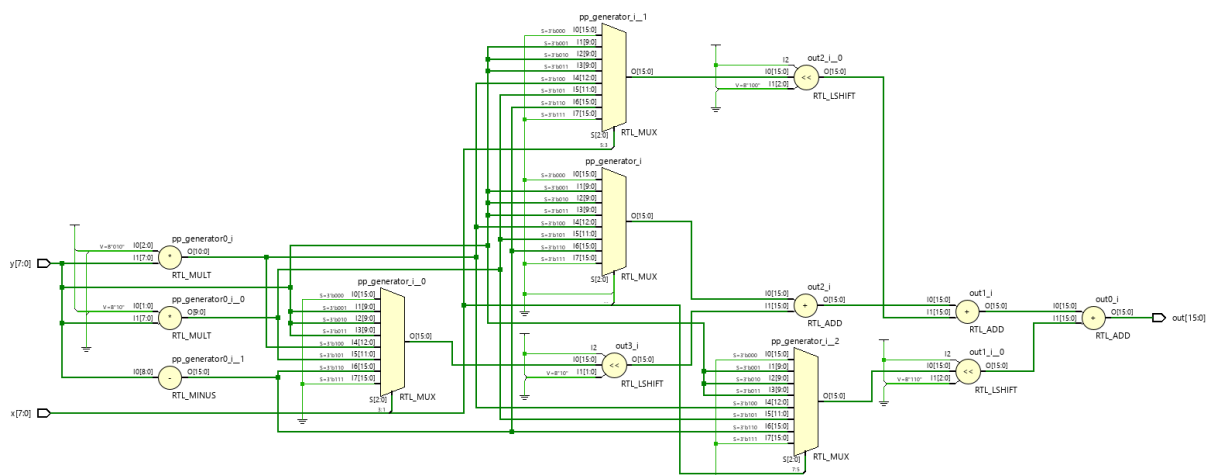 pp_generator_i__1
S=3'b000 I0[15:0]
S=3'b001 I1[9:0]
S=3'b010 I2[9:0]
S=3'b011 I3[9:0]
S=3'b100 I4[12:0]
S=3'b101 I5[11:0]
S=3'b110 I6[15:0]
S=3'b111 I7[15:0]
O[15:0]
S[2:0]
5:3
RTL_MUX
out2_i__0
I2
I0[15:0]
V=B"100" I1[2:0]
<<
O[15:0]
RTL_LSHIFT
pp_generator_i
S=3'b000 I0[15:0]
S=3'b001 I1[9:0]
S=3'b010 I2[9:0]
S=3'b011 I3[9:0]
S=3'b100 I4[12:0]
S=3'b101 I5[11:0]
S=3'b110 I6[15:0]
S=3'b111 I7[15:0]
O[15:0]
S[2:0]
RTL_MUX
y[7:0]
pp_generator0_i
V=B"010" I0[2:0]
I1[7:0]
*
O[10:0]
RTL_MULT
pp_generator0_i__0
V=B"10" I0[1:0]
I1[7:0]
*
O[9:0]
RTL_MULT
pp_generator0_i__1
I0[8:0]
-
O[15:0]
RTL_MINUS
x[7:0]
pp_generator_i__0
S=3'b000 I0[15:0]
S=3'b001 I1[9:0]
S=3'b010 I2[9:0]
S=3'b011 I3[9:0]
S=3'b100 I4[12:0]
S=3'b101 I5[11:0]
S=3'b110 I6[15:0]
S=3'b111 I7[15:0]
O[15:0]
S[2:0]
3:1
RTL_MUX
out3_i
I2
I0[15:0]
V=B"10" I1[1:0]
<<
O[15:0]
RTL_LSHIFT
out2_i
I0[15:0]
I1[15:0]
+
O[15:0]
RTL_ADD
out1_i
I0[15:0]
I1[15:0]
+
O[15:0]
RTL_ADD
out0_i
I0[15:0]
I1[15:0]
+
O[15:0]
RTL_ADD
out[15:0]
pp_generator_i__2
S=3'b000 I0[15:0]
S=3'b001 I1[9:0]
S=3'b010 I2[9:0]
S=3'b011 I3[9:0]
S=3'b100 I4[12:0]
S=3'b101 I5[11:0]
S=3'b110 I6[15:0]
S=3'b111 I7[15:0]
O[15:0]
S[2:0]
7:5
RTL_MUX
out1_i__0
I2
I0[15:0]
V=B"110" I1[2:0]
<<
O[15:0]
RTL_LSHIFT